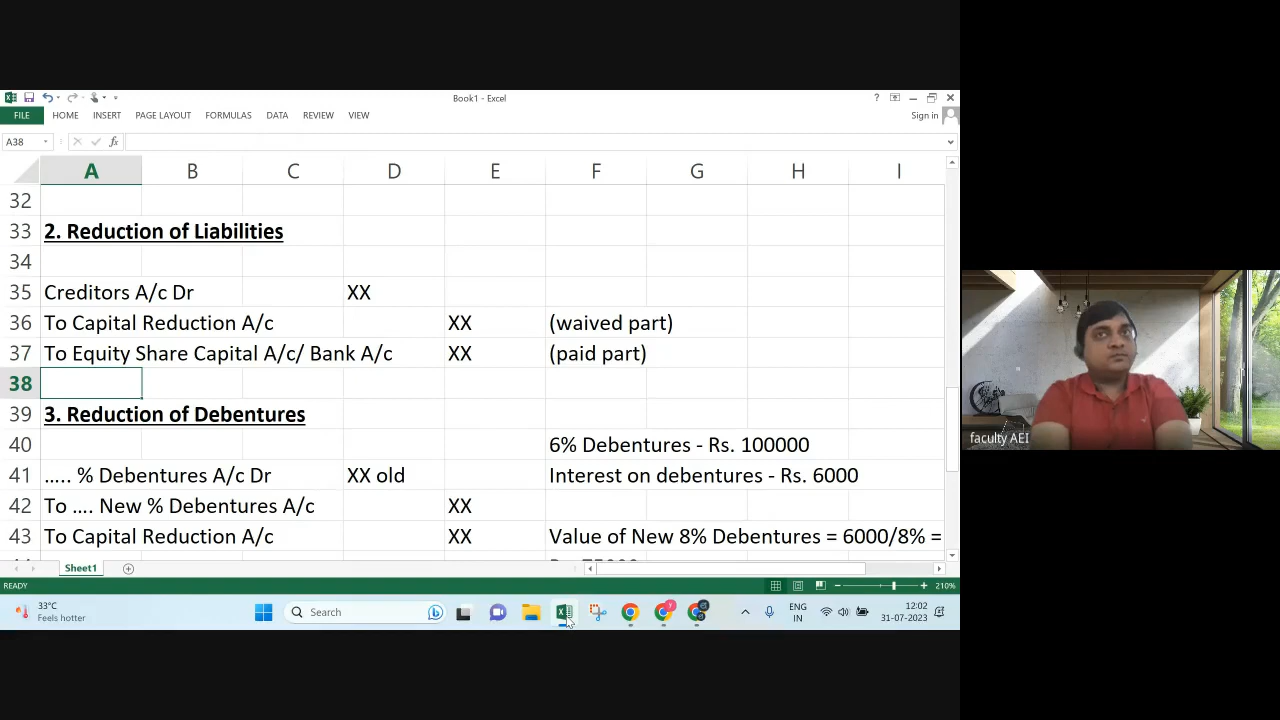 Book1 - Excel
?
FILE HOME INSERT PAGE LAYOUT FORMULAS DATA REVIEW VIEW
Sign in
A38
fx
A B C D E F G H I
32
33 2. Reduction of Liabilities
34
35 Creditors A/c Dr XX
36 To Capital Reduction A/c XX (waived part)
37 To Equity Share Capital A/c/ Bank A/c XX (paid part)
38
39 3. Reduction of Debentures
40 6% Debentures - Rs. 100000
41 ..... % Debentures A/c Dr XX old Interest on debentures - Rs. 6000
42 To .... New % Debentures A/c XX
43 To Capital Reduction A/c XX Value of New 8% Debentures = 6000/8% =
Sheet1
READY
210%
33°C
Feels hotter
Search
ENG
IN
12:02
31-07-2023
faculty AEI